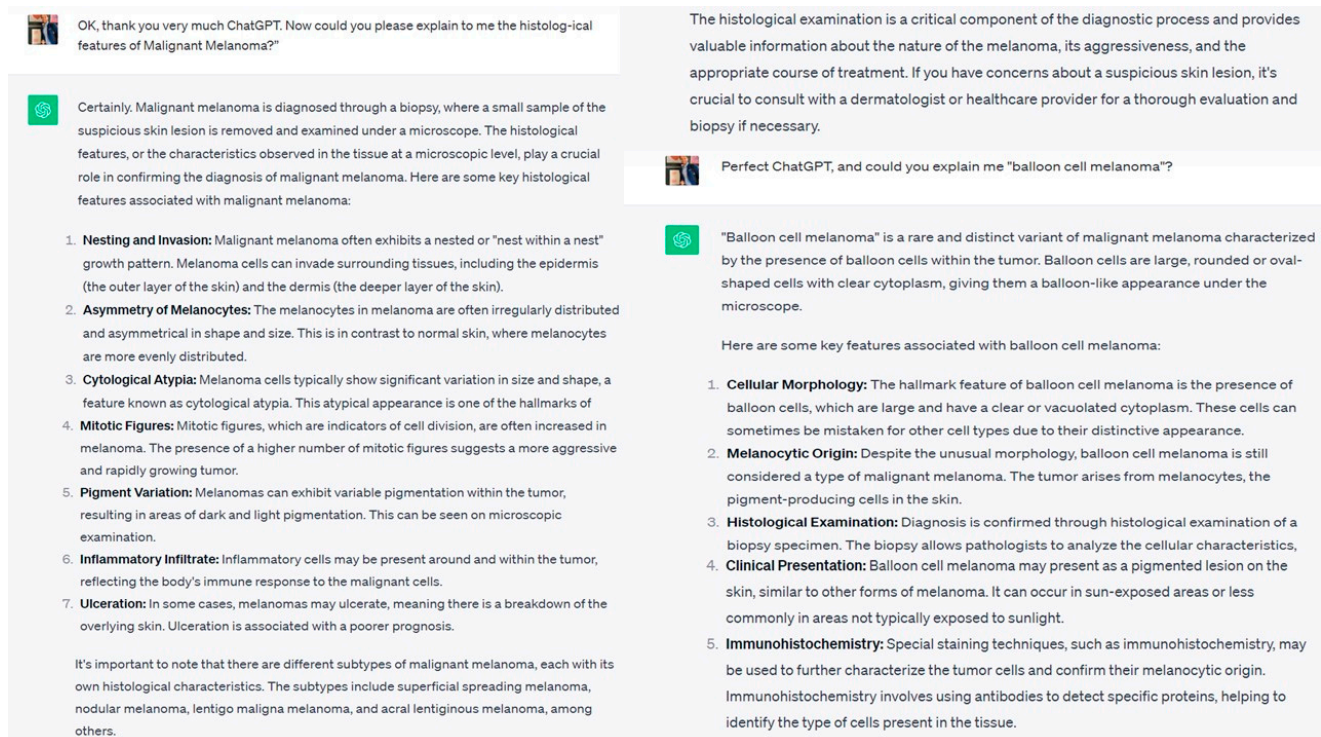 OK, thank you very much ChatGPT. Now could you please explain to me the histolog-ical
features of Malignant Melanoma?”
Certainly. Malignant melanoma is diagnosed through a biopsy, where a small sample of the
suspicious skin lesion is removed and examined under a microscope. The histological
features, or the characteristics observed in the tissue at a microscopic level, play a crucial
role in confirming the diagnosis of malignant melanoma. Here are some key histological
features associated with malignant melanoma:
1. Nesting and Invasion: Malignant melanoma often exhibits a nested or "nest within a nest"
growth pattern. Melanoma cells can invade surrounding tissues, including the epidermis
(the outer layer of the skin) and the dermis (the deeper layer of the skin).
2. Asymmetry of Melanocytes: The melanocytes in melanoma are often irregularly distributed
and asymmetrical in shape and size. This is in contrast to normal skin, where melanocytes
are more evenly distributed.
3. Cytological Atypia: Melanoma cells typically show significant variation in size and shape, a
feature known as cytological atypia. This atypical appearance is one of the hallmarks of
4. Mitotic Figures: Mitotic figures, which are indicators of cell division, are often increased in
melanoma. The presence of a higher number of mitotic figures suggests a more aggressive
and rapidly growing tumor.
5. Pigment Variation: Melanomas can exhibit variable pigmentation within the tumor,
resulting in areas of dark and light pigmentation. This can be seen on microscopic
examination.
6. Inflammatory Infiltrate: Inflammatory cells may be present around and within the tumor,
reflecting the body's immune response to the malignant cells.
7. Ulceration: In some cases, melanomas may ulcerate, meaning there is a breakdown of the
overlying skin. Ulceration is associated with a poorer prognosis.
It's important to note that there are different subtypes of malignant melanoma, each with its
own histological characteristics. The subtypes include superficial spreading melanoma,
nodular melanoma, lentigo maligna melanoma, and acral lentiginous melanoma, among
others.
The histological examination is a critical component of the diagnostic process and provides
valuable information about the nature of the melanoma, its aggressiveness, and the
appropriate course of treatment. If you have concerns about a suspicious skin lesion, it's
crucial to consult with a dermatologist or healthcare provider for a thorough evaluation and
biopsy if necessary.
Perfect ChatGPT, and could you explain me "balloon cell melanoma"?
"Balloon cell melanoma" is a rare and distinct variant of malignant melanoma characterized
by the presence of balloon cells within the tumor. Balloon cells are large, rounded or oval-
shaped cells with clear cytoplasm, giving them a balloon-like appearance under the
microscope.
Here are some key features associated with balloon cell melanoma:
1. Cellular Morphology: The hallmark feature of balloon cell melanoma is the presence of
balloon cells, which are large and have a clear or vacuolated cytoplasm. These cells can
sometimes be mistaken for other cell types due to their distinctive appearance.
2. Melanocytic Origin: Despite the unusual morphology, balloon cell melanoma is still
considered a type of malignant melanoma. The tumor arises from melanocytes, the
pigment-producing cells in the skin.
3. Histological Examination: Diagnosis is confirmed through histological examination of a
biopsy specimen. The biopsy allows pathologists to analyze the cellular characteristics,
4. Clinical Presentation: Balloon cell melanoma may present as a pigmented lesion on the
skin, similar to other forms of melanoma. It can occur in sun-exposed areas or less
commonly in areas not typically exposed to sunlight.
5. Immunohistochemistry: Special staining techniques, such as immunohistochemistry, may
be used to further characterize the tumor cells and confirm their melanocytic origin.
Immunohistochemistry involves using antibodies to detect specific proteins, helping to
identify the type of cells present in the tissue.